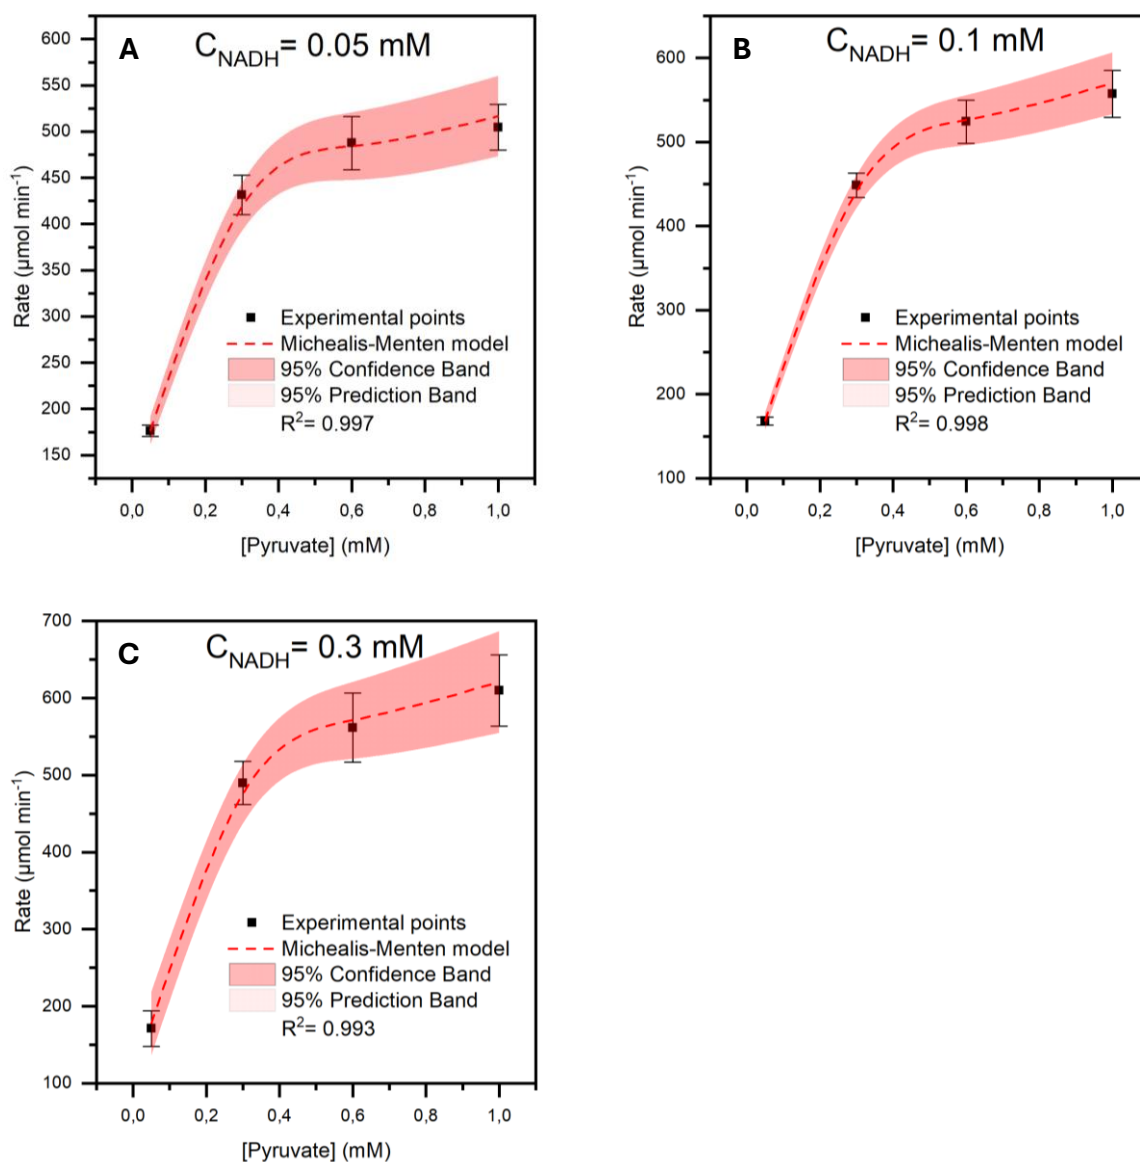 A
C_NADH= 0.05 mM
600
550
500
450
400
350
300
250
200
150
Rate (µmol min⁻¹)
Experimental points
Michealis-Menten model
95% Confidence Band
95% Prediction Band
R²= 0.997
0,0 0,2 0,4 0,6 0,8 1,0
[Pyruvate] (mM)
B
C_NADH= 0.1 mM
600
500
400
300
200
100
Rate (µmol min⁻¹)
Experimental points
Michealis-Menten model
95% Confidence Band
95% Prediction Band
R²= 0.998
0,0 0,2 0,4 0,6 0,8 1,0
[Pyruvate] (mM)
C
C_NADH= 0.3 mM
700
600
500
400
300
200
100
Rate (µmol min⁻¹)
Experimental points
Michealis-Menten model
95% Confidence Band
95% Prediction Band
R²= 0.993
0,0 0,2 0,4 0,6 0,8 1,0
[Pyruvate] (mM)